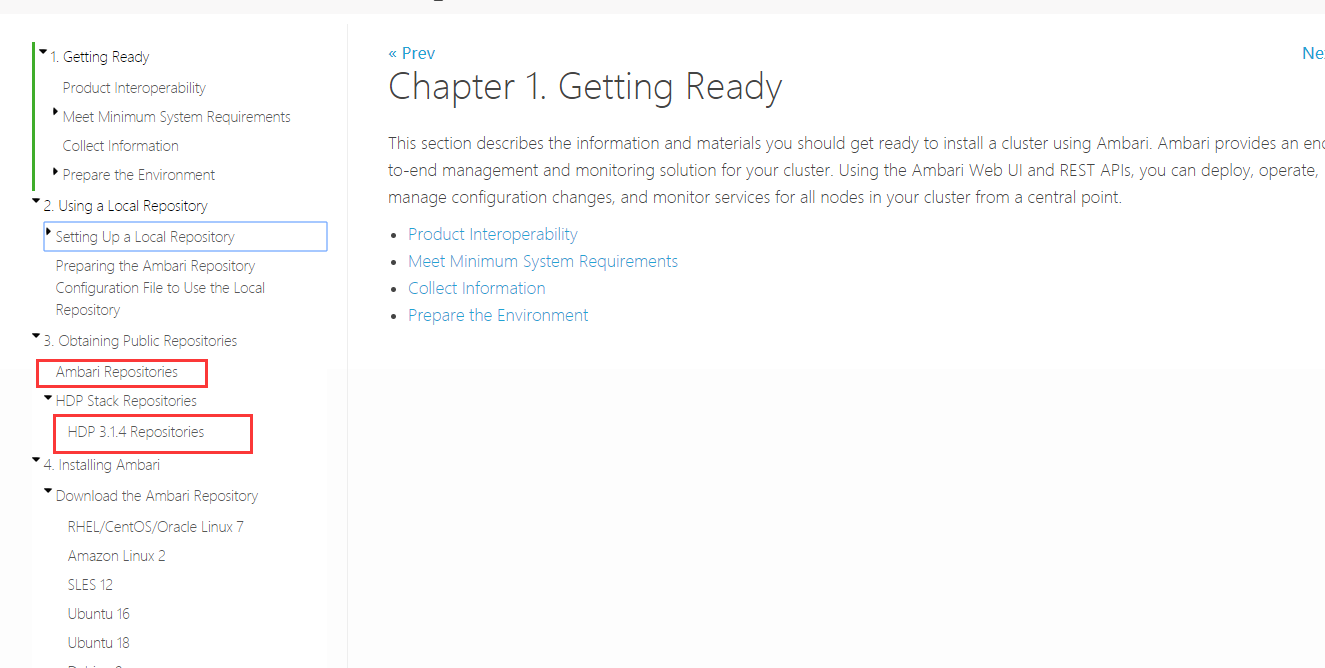 1. Getting Ready
Product Interoperability
Meet Minimum System Requirements
Collect Information
Prepare the Environment
2. Using a Local Repository
Setting Up a Local Repository
Preparing the Ambari Repository
Configuration File to Use the Local
Repository
3. Obtaining Public Repositories
Ambari Repositories
HDP Stack Repositories
HDP 3.1.4 Repositories
4. Installing Ambari
Download the Ambari Repository
RHEL/CentOS/Oracle Linux 7
Amazon Linux 2
SLES 12
Ubuntu 16
Ubuntu 18
« Prev
Chapter 1. Getting Ready
This section describes the information and materials you should get ready to install a cluster using Ambari. Ambari provides an
to-end management and monitoring solution for your cluster. Using the Ambari Web UI and REST APIs, you can deploy, operate,
manage configuration changes, and monitor services for all nodes in your cluster from a central point.
• Product Interoperability
• Meet Minimum System Requirements
• Collect Information
• Prepare the Environment